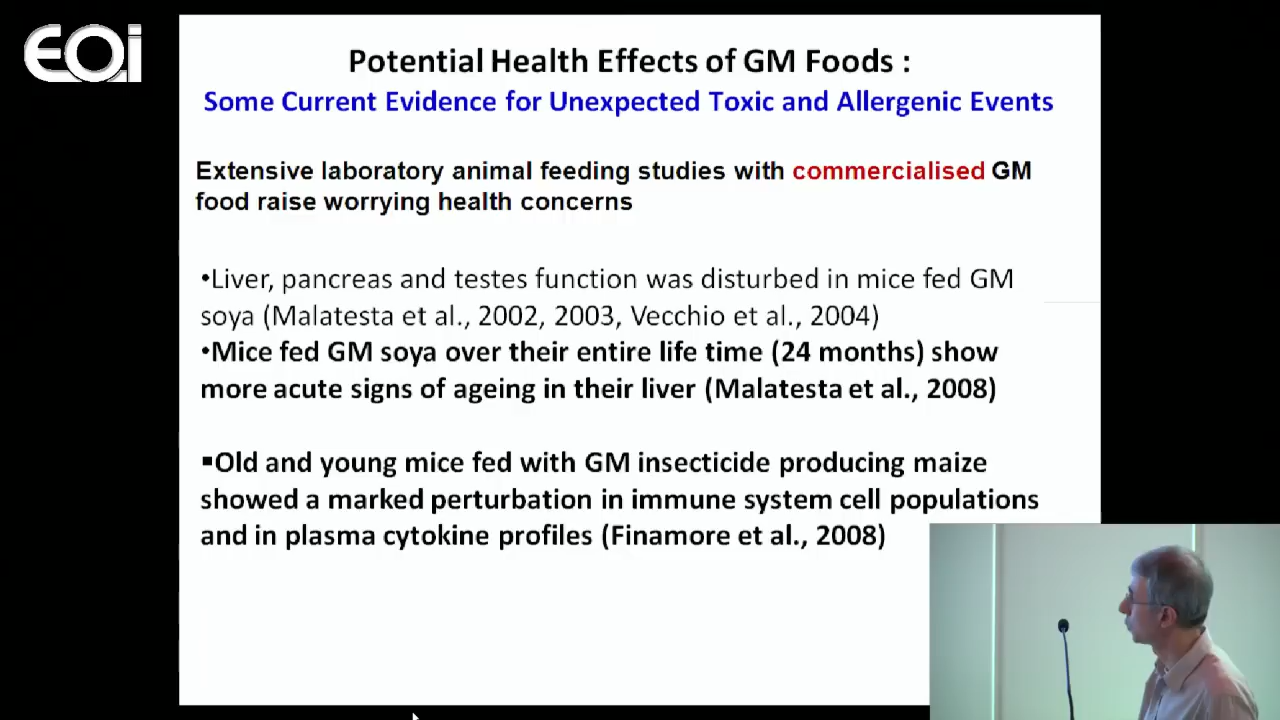 EOi
Potential Health Effects of GM Foods :
Some Current Evidence for Unexpected Toxic and Allergenic Events
Extensive laboratory animal feeding studies with commercialised GM
food raise worrying health concerns
•Liver, pancreas and testes function was disturbed in mice fed GM
soya (Malatesta et al., 2002, 2003, Vecchio et al., 2004)
•Mice fed GM soya over their entire life time (24 months) show
more acute signs of ageing in their liver (Malatesta et al., 2008)
▪Old and young mice fed with GM insecticide producing maize
showed a marked perturbation in immune system cell populations
and in plasma cytokine profiles (Finamore et al., 2008)